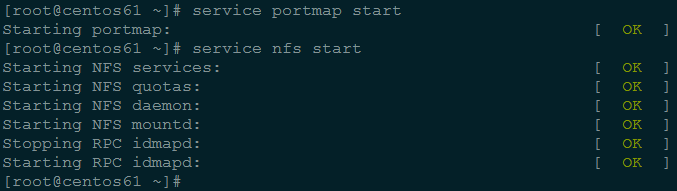 [root@centos61 ~]# service portmap start
Starting portmap:                                          [  OK  ]
[root@centos61 ~]# service nfs start
Starting NFS services:                                     [  OK  ]
Starting NFS quotas:                                       [  OK  ]
Starting NFS daemon:                                       [  OK  ]
Starting NFS mountd:                                       [  OK  ]
Stopping RPC idmapd:                                       [  OK  ]
Starting RPC idmapd:                                       [  OK  ]
[root@centos61 ~]#